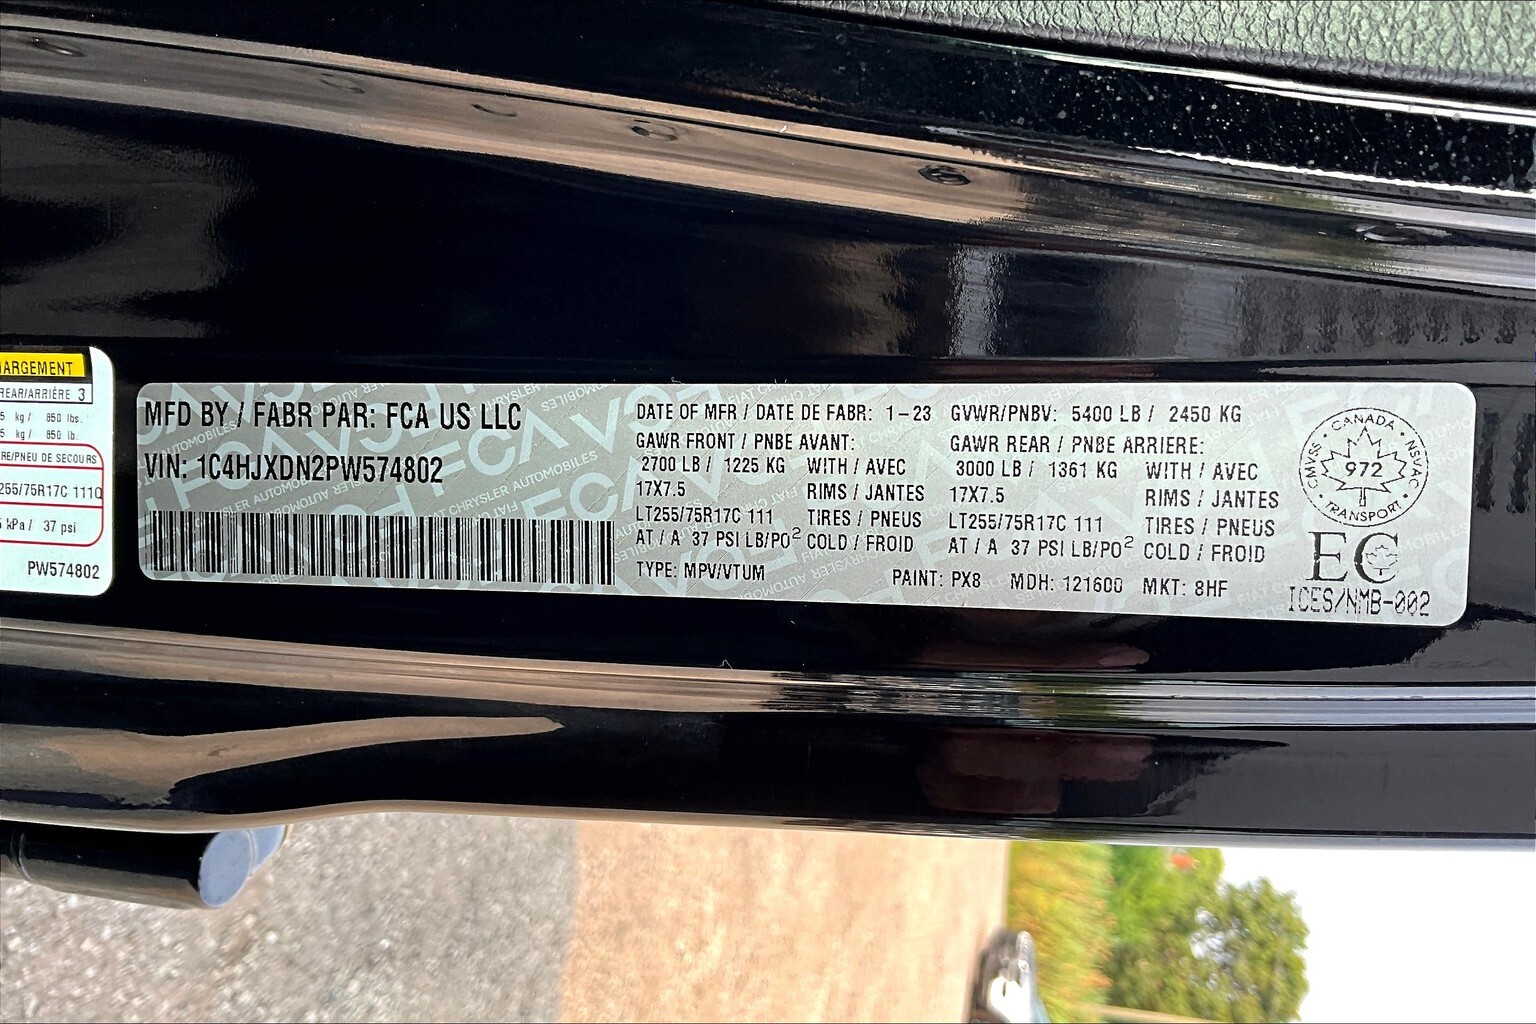 HARGEMENT
REAR/ARRIÈRE 3
5 kg / 850 lbs.
5 kg / 850 lb.
RE/PNEU DE SECOURS
255/75R17C 111Q
5 kPa / 37 psi
PW574802
MFD BY / FABR PAR: FCA US LLC
VIN: 1C4HJXDN2PW574802
DATE OF MFR / DATE DE FABR: 1-23 GVWR/PNBV: 5400 LB / 2450 KG
GAWR FRONT / PNBE AVANT:
2700 LB / 1225 KG WITH / AVEC
17X7.5 RIMS / JANTES
LT255/75R17C 111 TIRES / PNEUS
AT / A 37 PSI LB/PO² COLD / FROID
GAWR REAR / PNBE ARRIERE:
3000 LB / 1361 KG WITH / AVEC
17X7.5 RIMS / JANTES
LT255/75R17C 111 TIRES / PNEUS
AT / A 37 PSI LB/PO² COLD / FROID
TYPE: MPV/VTUM PAINT: PX8 MDH: 121600 MKT: 8HF
CANADA
CMVSS · NSVAC
972
TRANSPORT
EC
ICES/NMB-002
FCA
FIAT CHRYSLER AUTOMOBILES